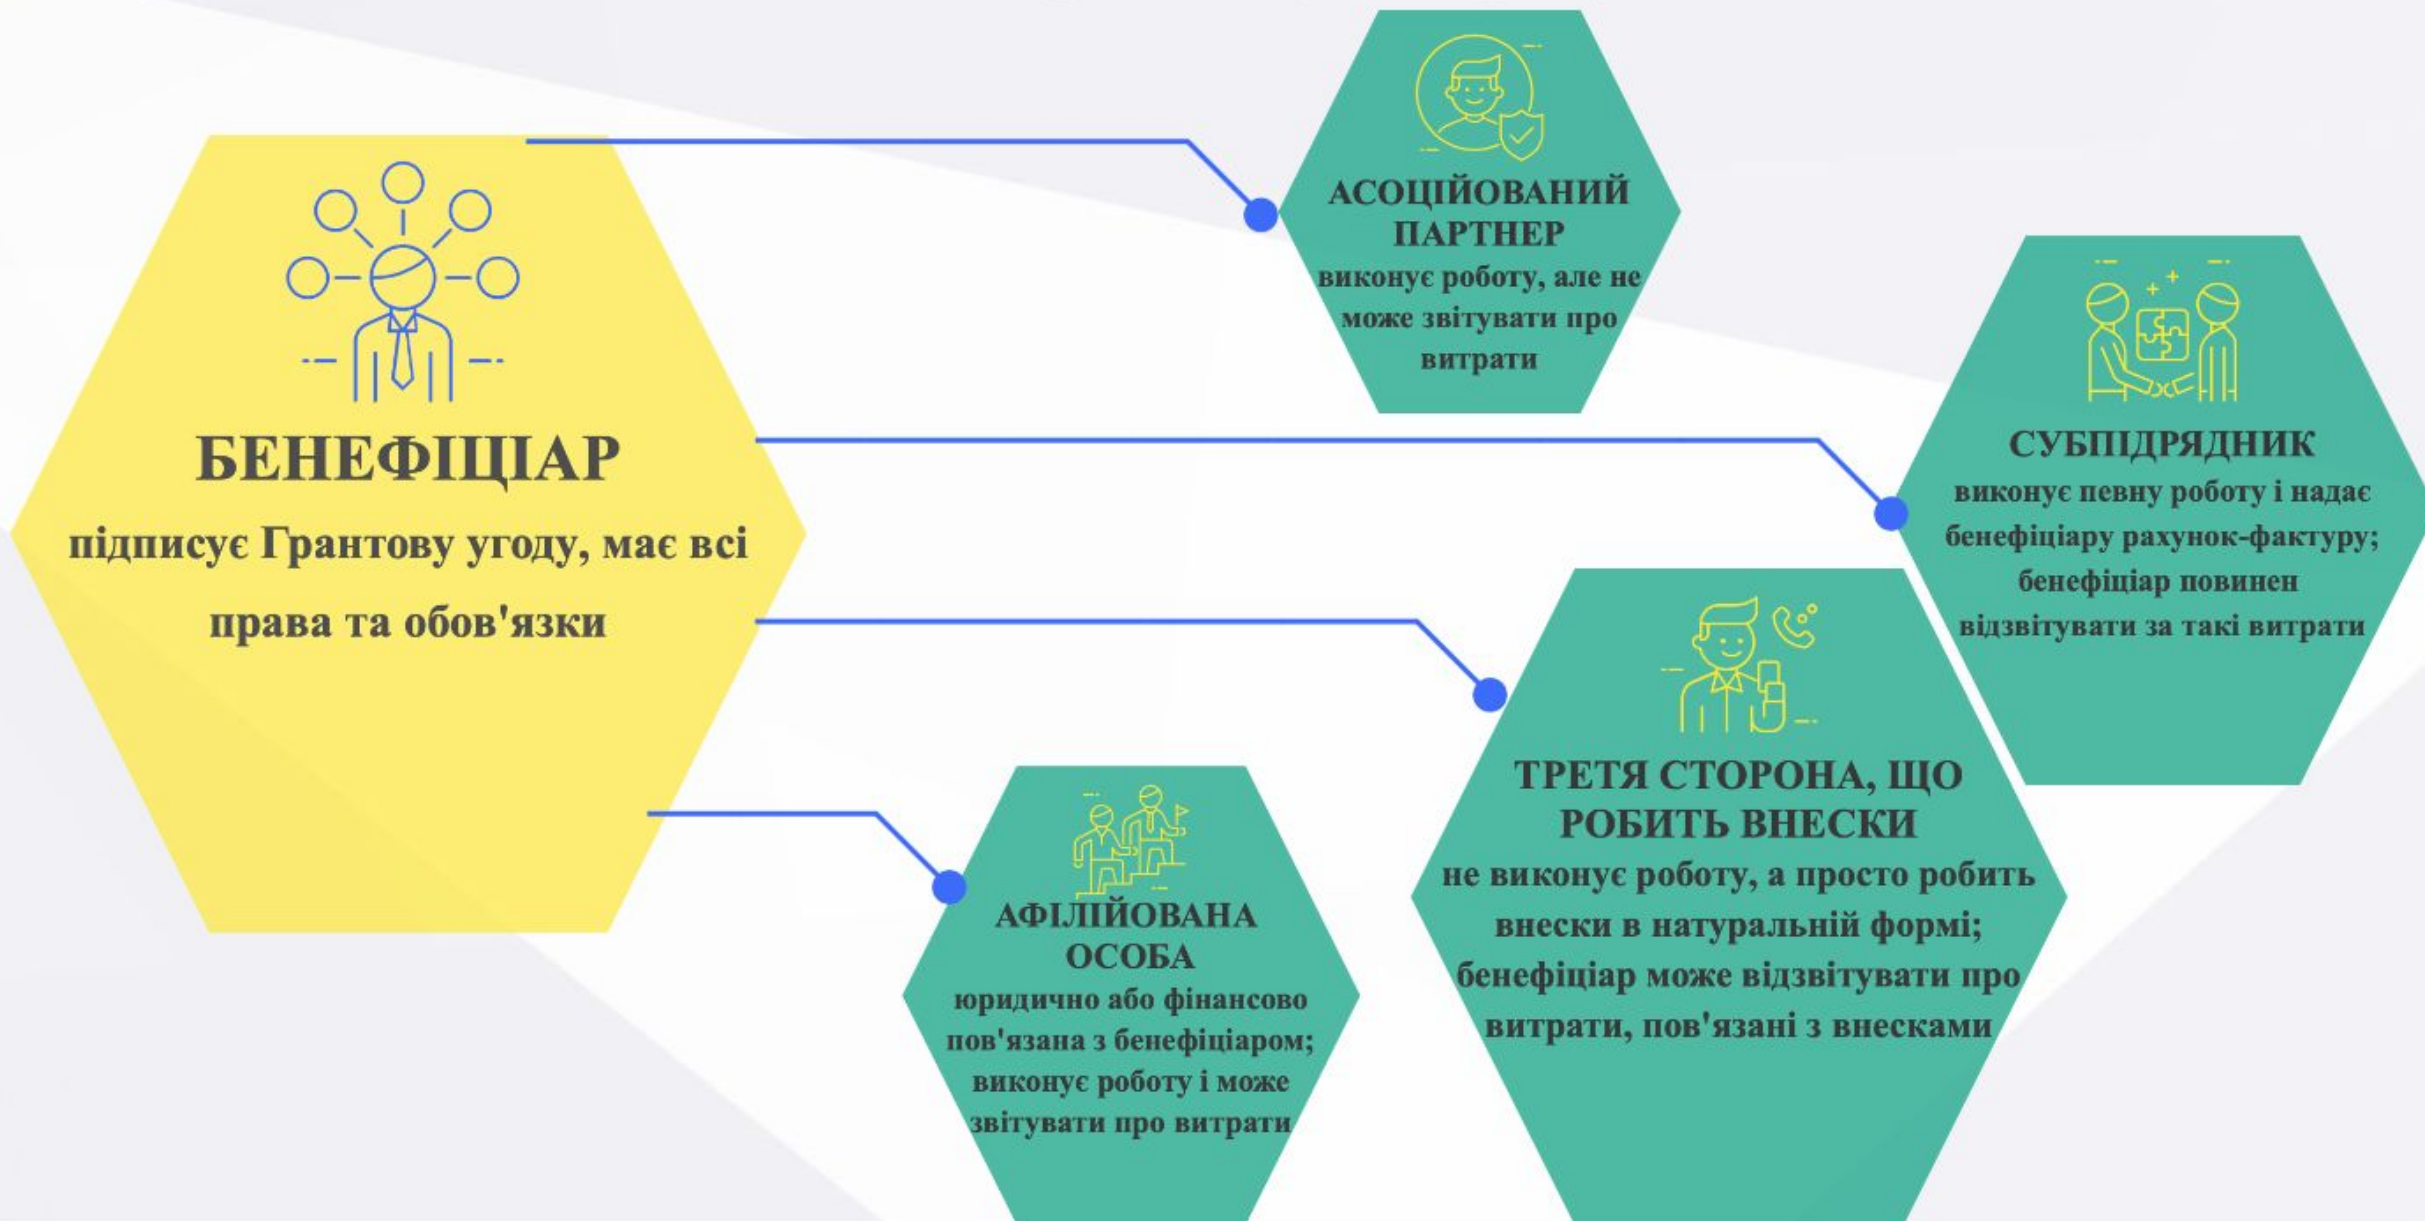 БЕНЕФІЦІАР
підписує Грантову угоду, має всі
права та обов'язки
АСОЦІЙОВАНИЙ
ПАРТНЕР
виконує роботу, але не
може звітувати про
витрати
СУБПІДРЯДНИК
виконує певну роботу і надає
бенефіціару рахунок-фактуру;
бенефіціар повинен
відзвітувати за такі витрати
ТРЕТЯ СТОРОНА, ЩО
РОБИТЬ ВНЕСКИ
не виконує роботу, а просто робить
внески в натуральній формі;
бенефіціар може відзвітувати про
витрати, пов'язані з внесками
АФІЛІЙОВАНА
ОСОБА
юридично або фінансово
пов'язана з бенефіціаром;
виконує роботу і може
звітувати про витрати